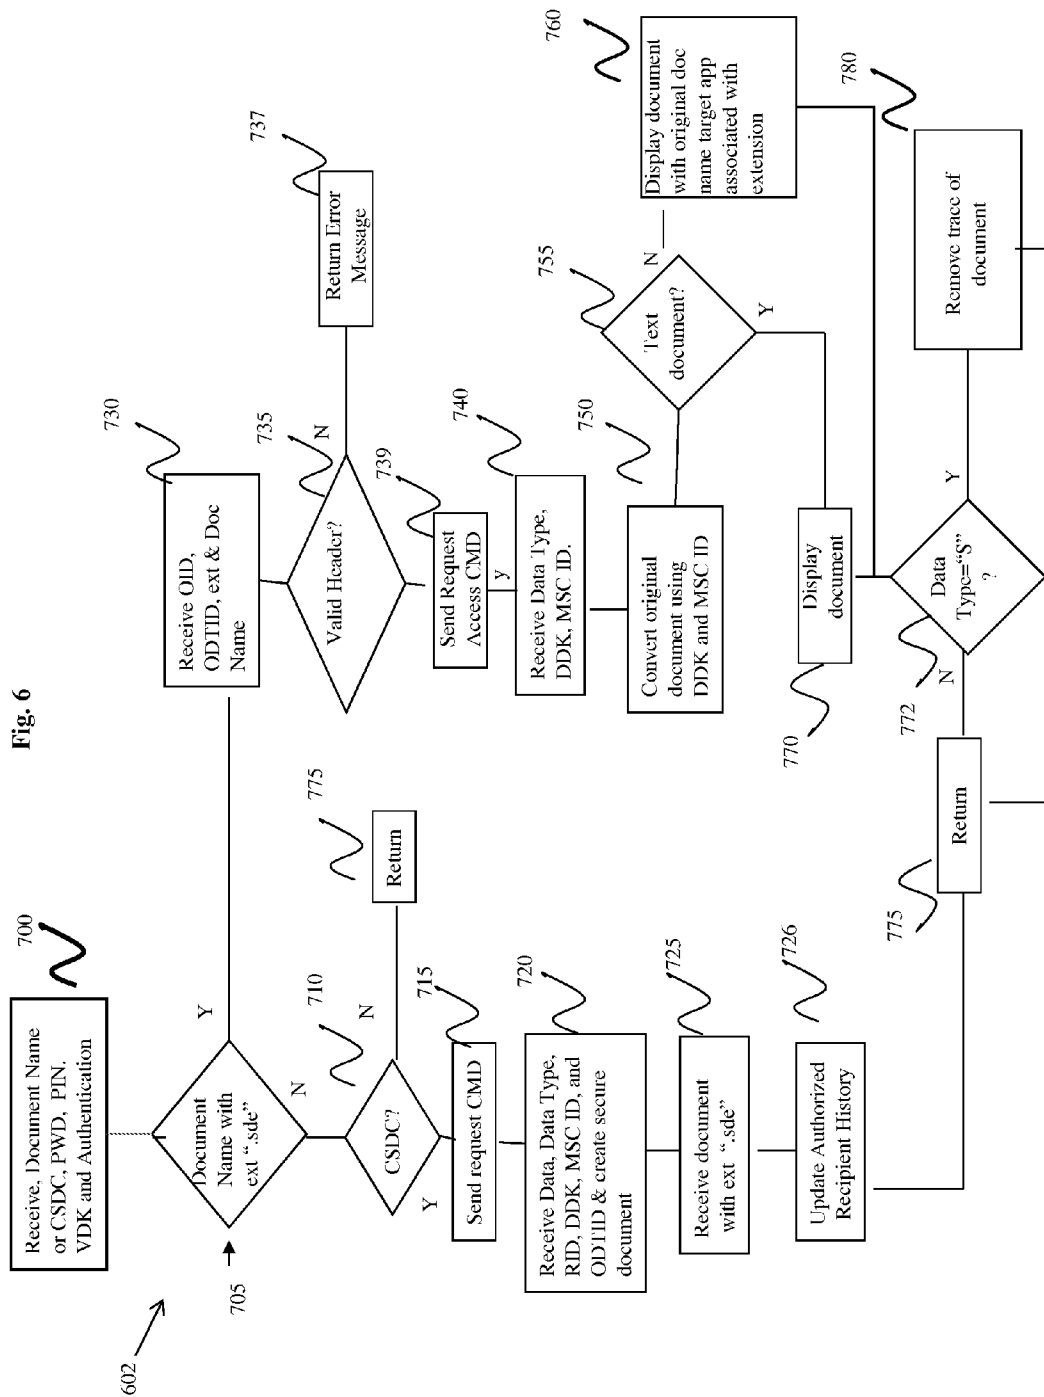 Fig. 6
602
700
Receive, Document Name
or CSDC, PWD, PIN.
VDK and Authentication
705
Document
Name with
ext “.sde”
Y
N
710
CSDC?
N
775
Return
Y
715
Send request CMD
720
Receive Data, Data Type,
RID, DDK, MSC ID, and
ODTID & create secure
document
725
Receive document
with ext “.sde”
726
Update Authorized
Recipient History
775
Return
730
Receive OID,
ODTID, ext & Doc
Name
735
Valid Header?
N
737
Return Error
Message
739
Send Request
Access CMD
y
740
Receive Data Type,
DDK, MSC ID.
750
Convert original
document using
DDK and MSC ID
755
Text
document?
N
Y
760
Display document
with original doc
name target app
associated with
extension
770
Display
document
772
Data
Type=“S”
?
N
Y
780
Remove trace of
document